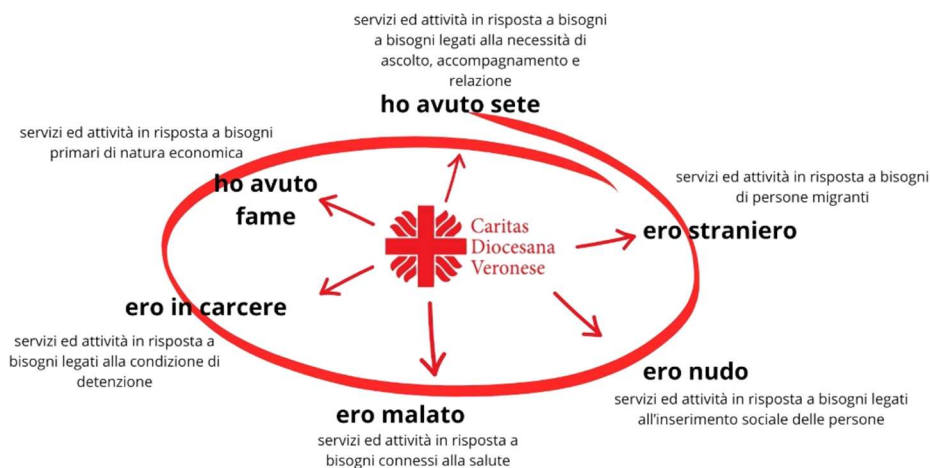 servizi ed attività in risposta a bisogni
a bisogni legati alla necessità di
ascolto, accompagnamento e
relazione
ho avuto sete
servizi ed attività in risposta a bisogni
primari di natura economica
ho avuto
fame
servizi ed attività in risposta a bisogni
di persone migranti
ero straniero
Caritas
Diocesana
Veronese
ero in carcere
servizi ed attività in risposta a
bisogni legati alla condizione di
detenzione
ero nudo
servizi ed attività in risposta a bisogni legati
all'inserimento sociale delle persone
ero malato
servizi ed attività in risposta a
bisogni connessi alla salute